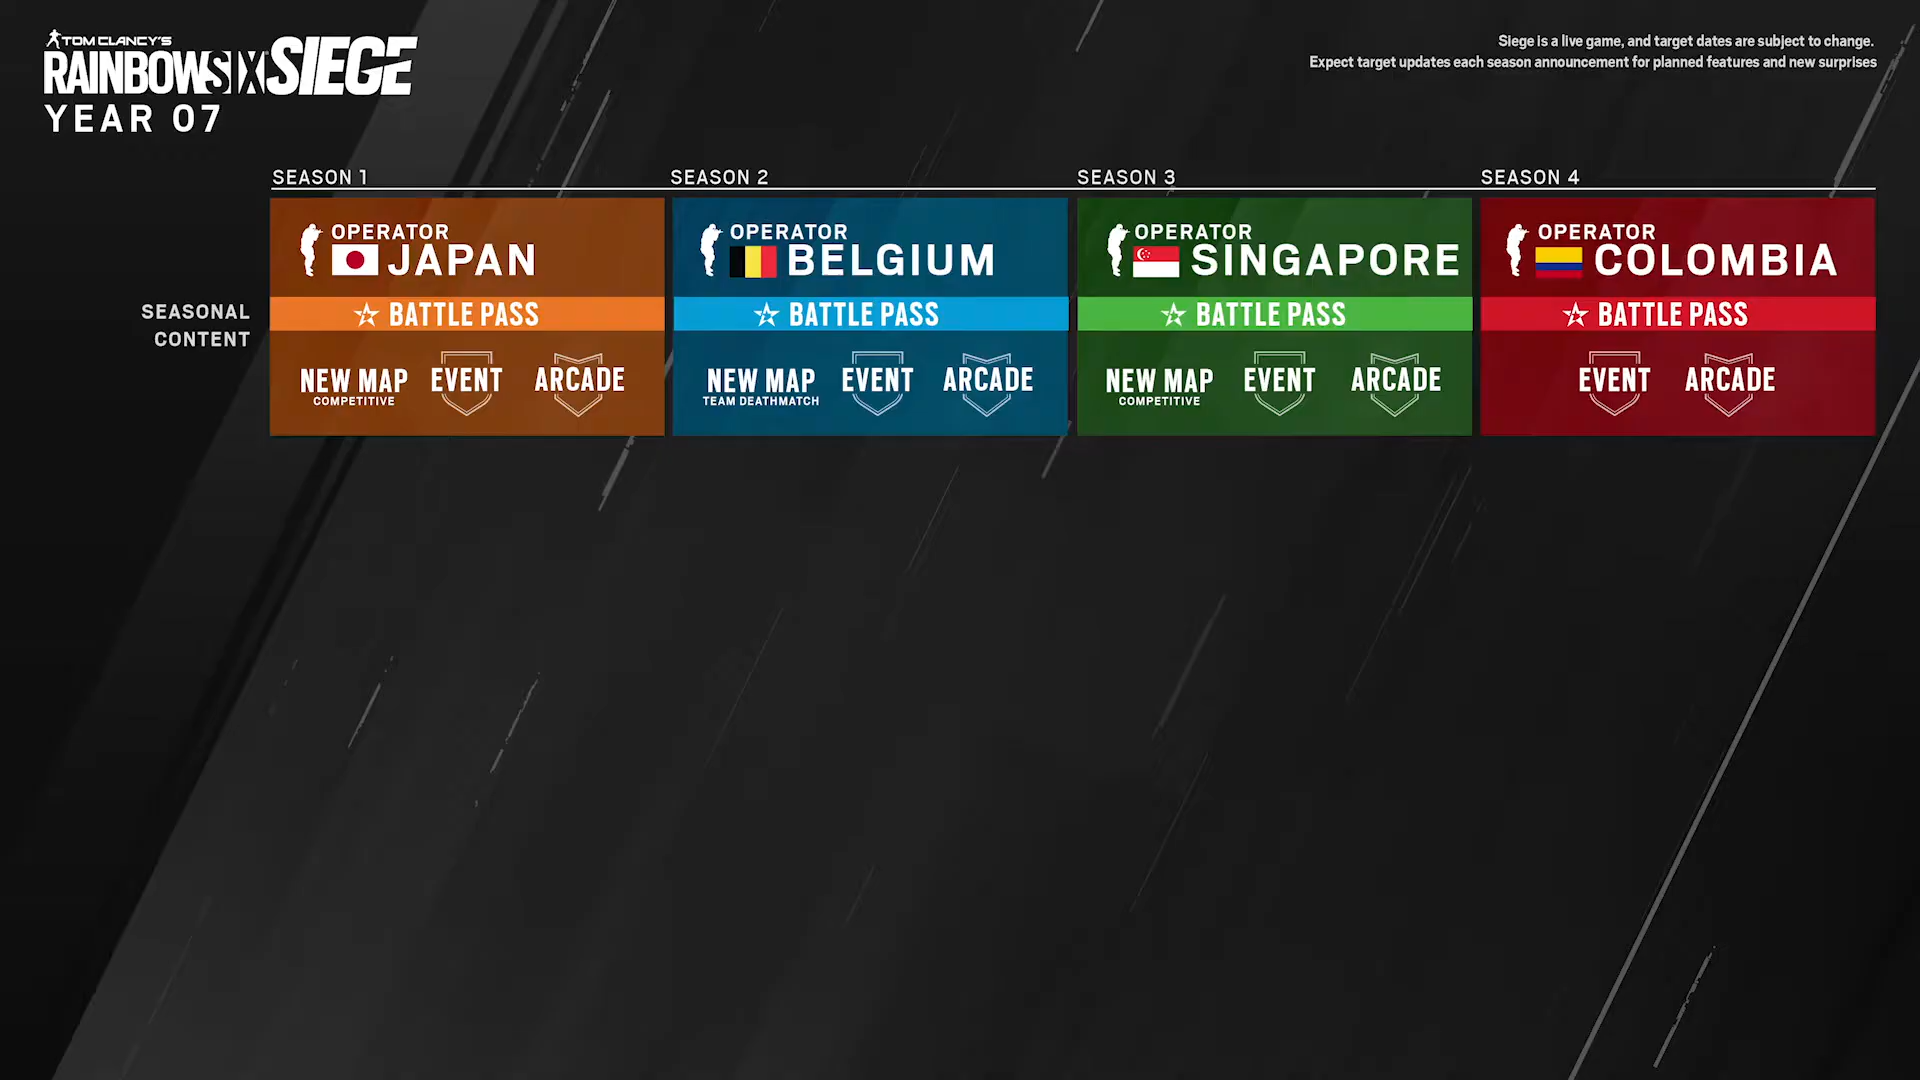 TOM CLANCY'S
RAINBOWSIX SIEGE
YEAR 07
Siege is a live game, and target dates are subject to change.
Expect target updates each season announcement for planned features and new surprises
SEASON 1
SEASON 2
SEASON 3
SEASON 4
SEASONAL
CONTENT
OPERATOR
JAPAN
BATTLE PASS
NEW MAP
COMPETITIVE
EVENT
ARCADE
OPERATOR
BELGIUM
BATTLE PASS
NEW MAP
TEAM DEATHMATCH
EVENT
ARCADE
OPERATOR
SINGAPORE
BATTLE PASS
NEW MAP
COMPETITIVE
EVENT
ARCADE
OPERATOR
COLOMBIA
BATTLE PASS
EVENT
ARCADE